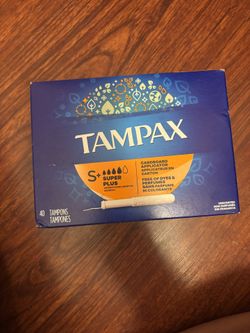 TAMPAX
S+
SUPER
PLUS
CARDBOARD
APPLICATOR
APPLICATEUR EN
CARTON
FREE OF DYES &
PERFUMES
SANS PARFUMS
NI COLORANTS
40 TAMPONS
TAMPONES
UNSCENTED